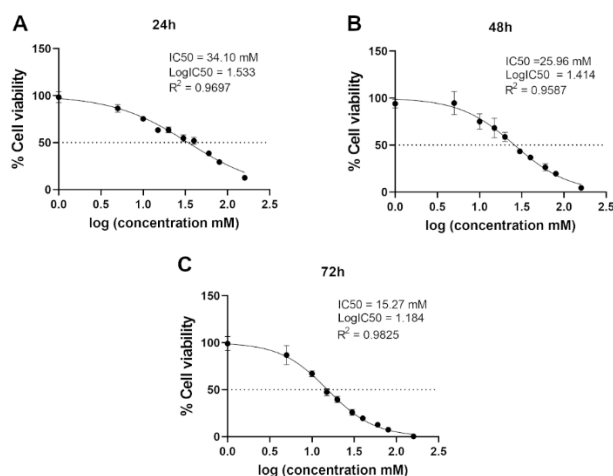 A
24h
IC50 = 34.10 mM
LogIC50 = 1.533
R² = 0.9697
% Cell viability
150
100
50
0
0.0 0.5 1.0 1.5 2.0 2.5
log (concentration mM)
B
48h
IC50 =25.96 mM
LogIC50 = 1.414
R² = 0.9587
% Cell viability
150
100
50
0
0.0 0.5 1.0 1.5 2.0 2.5
log (concentration mM)
C
72h
IC50 = 15.27 mM
LogIC50 = 1.184
R² = 0.9825
% Cell viability
150
100
50
0
0.0 0.5 1.0 1.5 2.0 2.5
log (concentration mM)